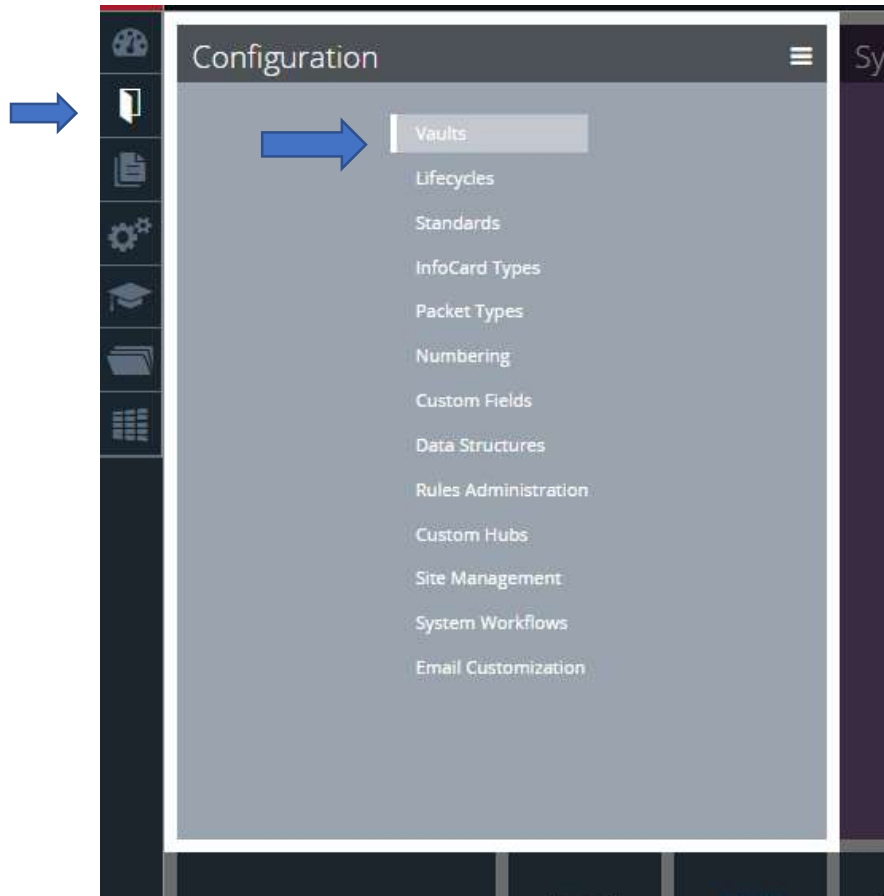 Configuration
Sy
Vaults
Lifecycles
Standards
InfoCard Types
Packet Types
Numbering
Custom Fields
Data Structures
Rules Administration
Custom Hubs
Site Management
System Workflows
Email Customization